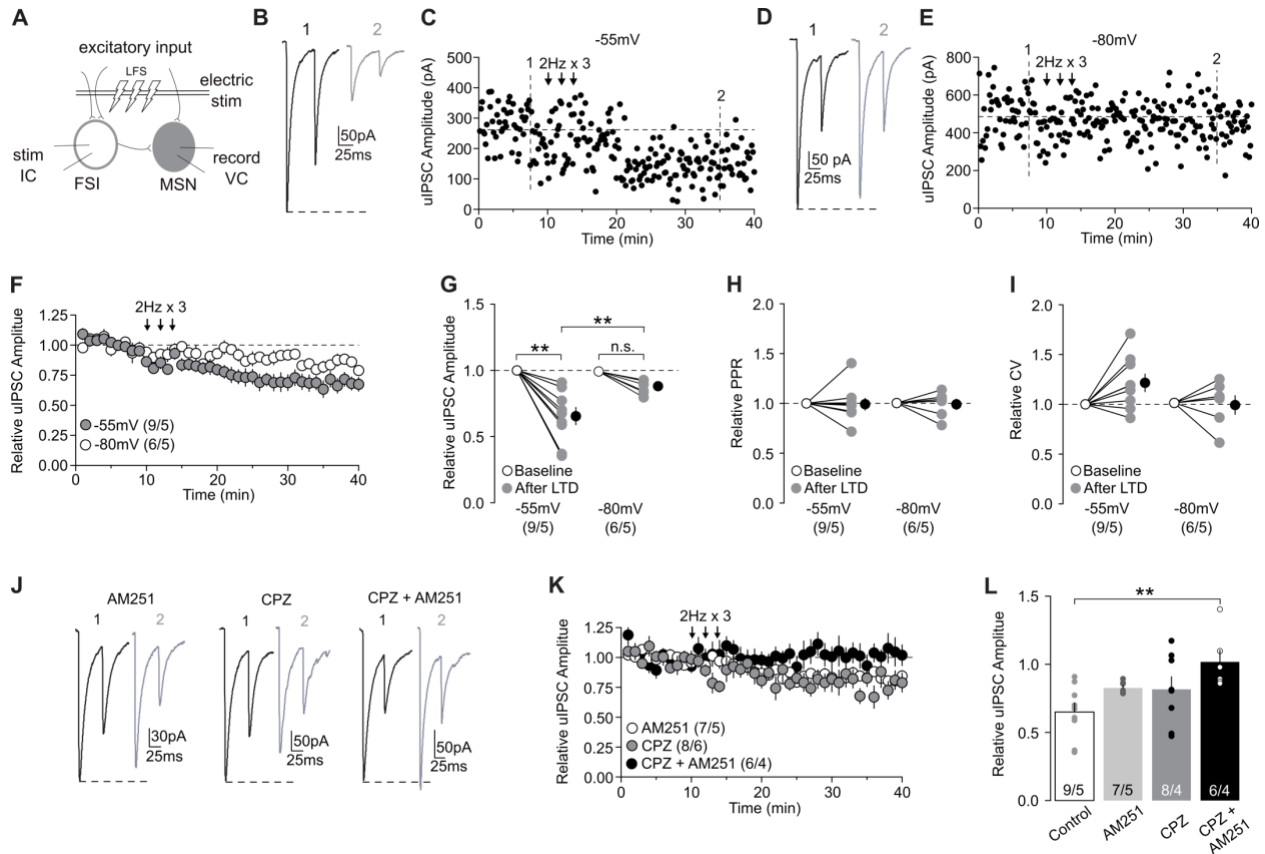 A
excitatory input
LFS
electric
stim
stim
IC
FSI
MSN
record
VC
B
1
2
50pA
25ms
C
-55mV
1
2Hz x 3
2
uIPSC Amplitude (pA)
500
400
300
200
100
0
0
10
20
30
40
Time (min)
D
1
2
50 pA
25ms
E
-80mV
1
2Hz x 3
2
uIPSC Amplitude (pA)
800
600
400
200
0
0
10
20
30
40
Time (min)
F
2Hz x 3
Relative uIPSC Amplitue
1.25
1.00
0.75
0.50
0.25
0.00
-55mV (9/5)
-80mV (6/5)
0
10
20
30
40
Time (min)
G
Relative uIPSC Amplitude
1.5
1.0
0.5
0.0
**
**
n.s.
Baseline
After LTD
-55mV
(9/5)
-80mV
(6/5)
H
Relative PPR
2.0
1.5
1.0
0.5
0.0
Baseline
After LTD
-55mV
(9/5)
-80mV
(6/5)
I
Relative CV
2.0
1.5
1.0
0.5
0.0
Baseline
After LTD
-55mV
(9/5)
-80mV
(6/5)
J
AM251
1
2
30pA
25ms
CPZ
1
2
50pA
25ms
CPZ + AM251
1
2
50pA
25ms
K
2Hz x 3
Relative uIPSC Amplitue
1.25
1.00
0.75
0.50
0.25
0.00
AM251 (7/5)
CPZ (8/6)
CPZ + AM251 (6/4)
0
10
20
30
40
Time (min)
L
Relative uIPSC Amplitue
1.5
1.0
0.5
0.0
**
9/5
7/5
8/4
6/4
Control
AM251
CPZ
CPZ +
AM251